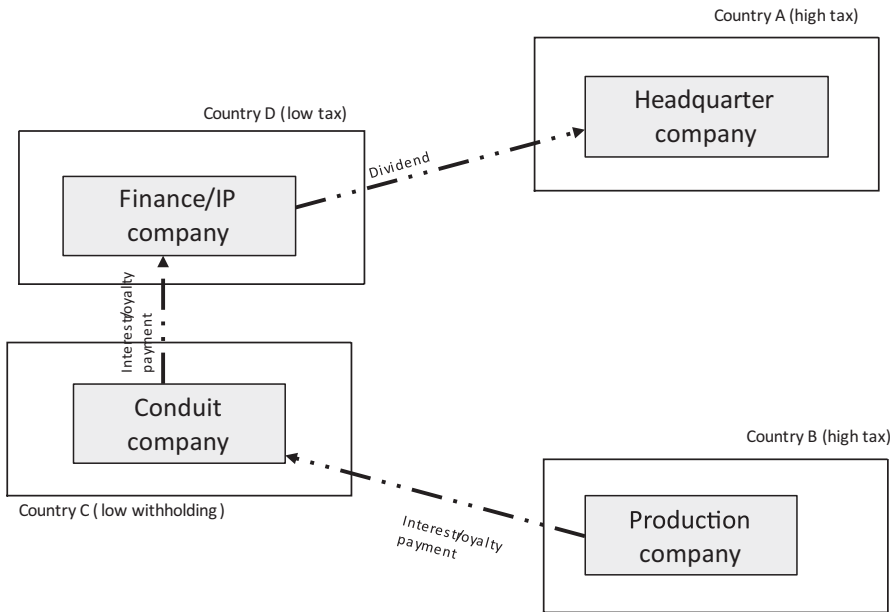 Country A (high tax)
Headquarter
company
Country D (low tax)
Dividend
Finance/IP
company
Interest/royalty
payment
Conduit
company
Country C ( low withholding )
Country B (high tax)
Interest/royalty
payment
Production
company